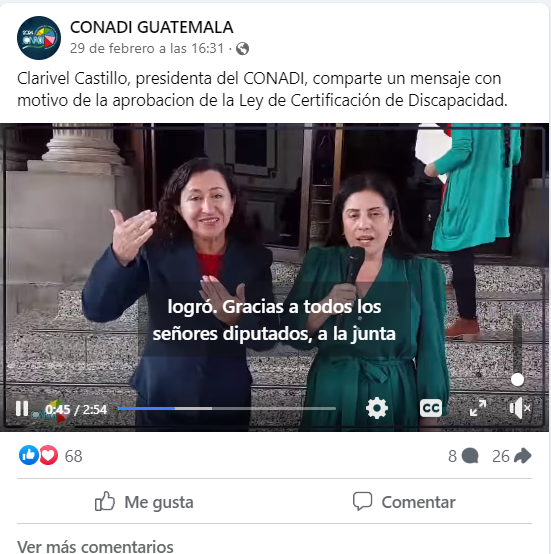 CONADI GUATEMALA
29 de febrero a las 16:31 ·
Clarivel Castillo, presidenta del CONADI, comparte un mensaje con
motivo de la aprobacion de la Ley de Certificación de Discapacidad.
logró. Gracias a todos los
señores diputados, a la junta
0:45 / 2:54
CC
68
8
26
Me gusta
Comentar
Ver más comentarios